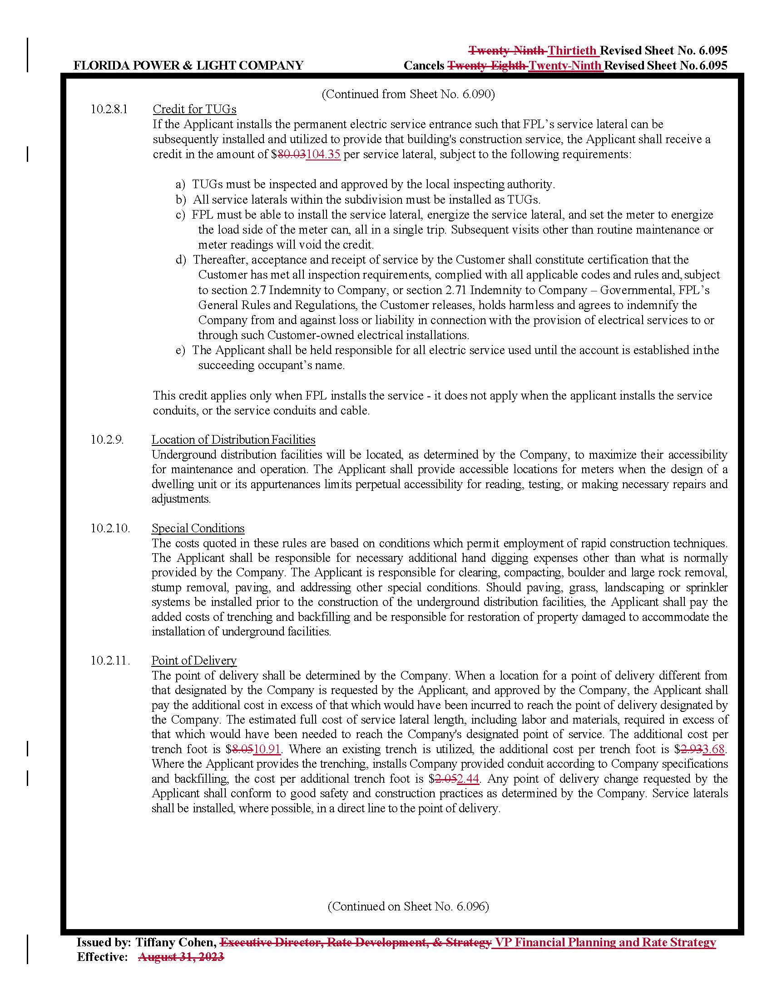 Twenty-Ninth Thirtieth Revised Sheet No. 6.095
FLORIDA POWER & LIGHT COMPANY Cancels Twenty-Eighth Twenty-Ninth Revised Sheet No. 6.095
(Continued from Sheet No. 6.090)
10.2.8.1 Credit for TUGs
If the Applicant installs the permanent electric service entrance such that FPL’s service lateral can be
subsequently installed and utilized to provide that building's construction service, the Applicant shall receive a
credit in the amount of $80.03104.35 per service lateral, subject to the following requirements:
a) TUGs must be inspected and approved by the local inspecting authority.
b) All service laterals within the subdivision must be installed as TUGs.
c) FPL must be able to install the service lateral, energize the service lateral, and set the meter to energize
the load side of the meter can, all in a single trip. Subsequent visits other than routine maintenance or
meter readings will void the credit.
d) Thereafter, acceptance and receipt of service by the Customer shall constitute certification that the
Customer has met all inspection requirements, complied with all applicable codes and rules and, subject
to section 2.7 Indemnity to Company, or section 2.71 Indemnity to Company – Governmental, FPL’s
General Rules and Regulations, the Customer releases, holds harmless and agrees to indemnify the
Company from and against loss or liability in connection with the provision of electrical services to or
through such Customer-owned electrical installations.
e) The Applicant shall be held responsible for all electric service used until the account is established in the
succeeding occupant’s name.
This credit applies only when FPL installs the service - it does not apply when the applicant installs the service
conduits, or the service conduits and cable.
10.2.9. Location of Distribution Facilities
Underground distribution facilities will be located, as determined by the Company, to maximize their accessibility
for maintenance and operation. The Applicant shall provide accessible locations for meters when the design of a
dwelling unit or its appurtenances limits perpetual accessibility for reading, testing, or making necessary repairs and
adjustments.
10.2.10. Special Conditions
The costs quoted in these rules are based on conditions which permit employment of rapid construction techniques.
The Applicant shall be responsible for necessary additional hand digging expenses other than what is normally
provided by the Company. The Applicant is responsible for clearing, compacting, boulder and large rock removal,
stump removal, paving, and addressing other special conditions. Should paving, grass, landscaping or sprinkler
systems be installed prior to the construction of the underground distribution facilities, the Applicant shall pay the
added costs of trenching and backfilling and be responsible for restoration of property damaged to accommodate the
installation of underground facilities.
10.2.11. Point of Delivery
The point of delivery shall be determined by the Company. When a location for a point of delivery different from
that designated by the Company is requested by the Applicant, and approved by the Company, the Applicant shall
pay the additional cost in excess of that which would have been incurred to reach the point of delivery designated by
the Company. The estimated full cost of service lateral length, including labor and materials, required in excess of
that which would have been needed to reach the Company's designated point of service. The additional cost per
trench foot is $8.0510.91. Where an existing trench is utilized, the additional cost per trench foot is $2.933.68.
Where the Applicant provides the trenching, installs Company provided conduit according to Company specifications
and backfilling, the cost per additional trench foot is $2.052.44. Any point of delivery change requested by the
Applicant shall conform to good safety and construction practices as determined by the Company. Service laterals
shall be installed, where possible, in a direct line to the point of delivery.
(Continued on Sheet No. 6.096)
Issued by: Tiffany Cohen, Executive Director, Rate Development, & Strategy VP Financial Planning and Rate Strategy
Effective: August 31, 2023